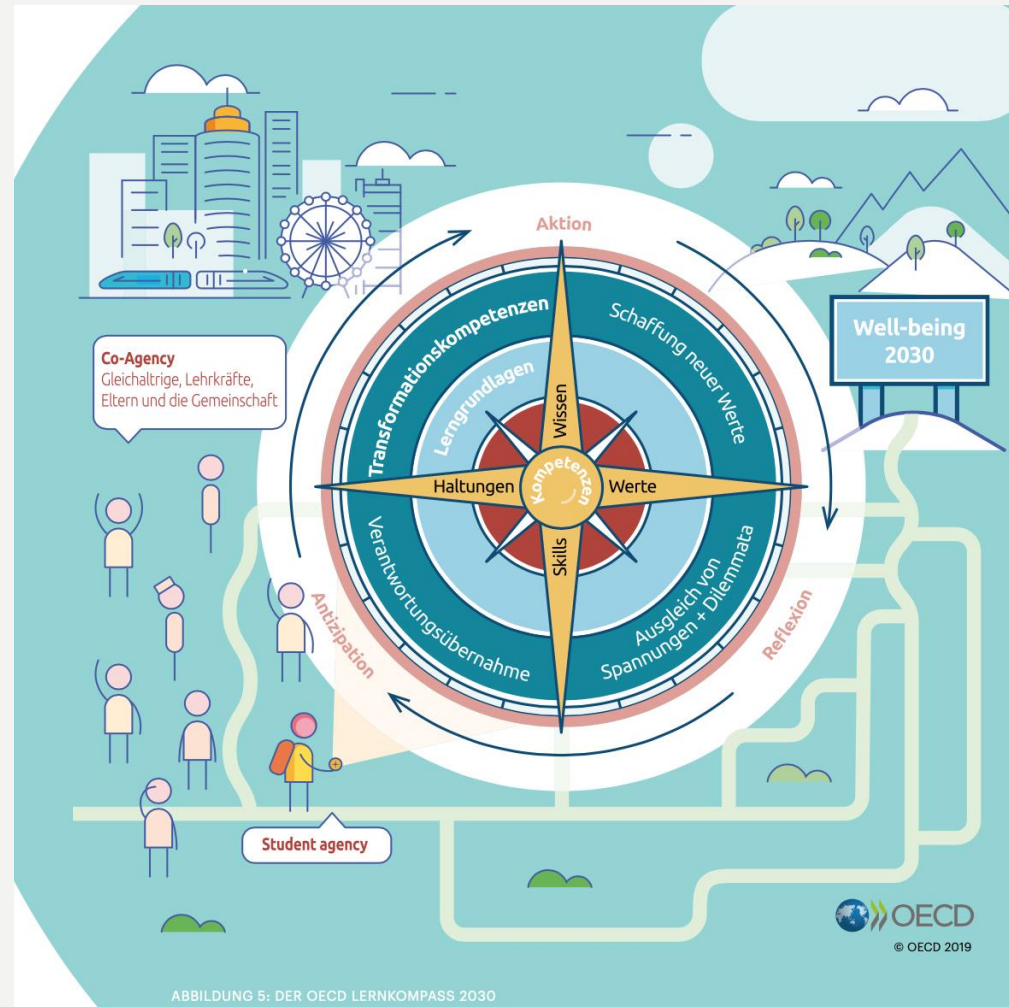 Aktion
Well-being
2030
Co-Agency
Gleichaltrige, Lehrkräfte,
Eltern und die Gemeinschaft
Transformationskompetenzen
Schaffung neuer Werte
Lerngrundlagen
Wissen
Haltungen
Kompetenzen
Werte
Skills
Verantwortungsübernahme
Ausgleich von
Spannungen + Dilemmata
Antizipation
Reflexion
Student agency
OECD
© OECD 2019
ABBILDUNG 5: DER OECD LERNKOMPASS 2030